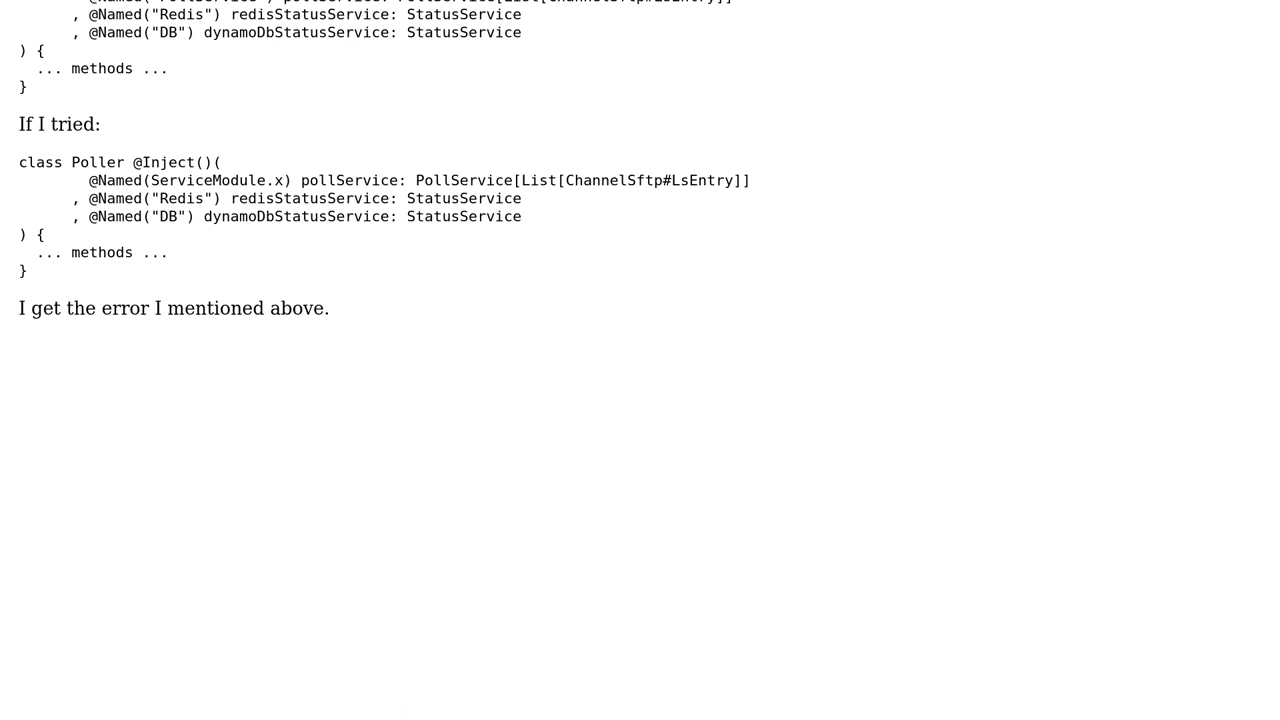 , @Named("Redis") redisStatusService: StatusService
, @Named("DB") dynamoDbStatusService: StatusService
) {
... methods ...
}
If I tried:
class Poller @Inject()(
@Named(ServiceModule.x) pollService: PollService[List[ChannelSftp#LsEntry]]
, @Named("Redis") redisStatusService: StatusService
, @Named("DB") dynamoDbStatusService: StatusService
) {
... methods ...
}
I get the error I mentioned above.